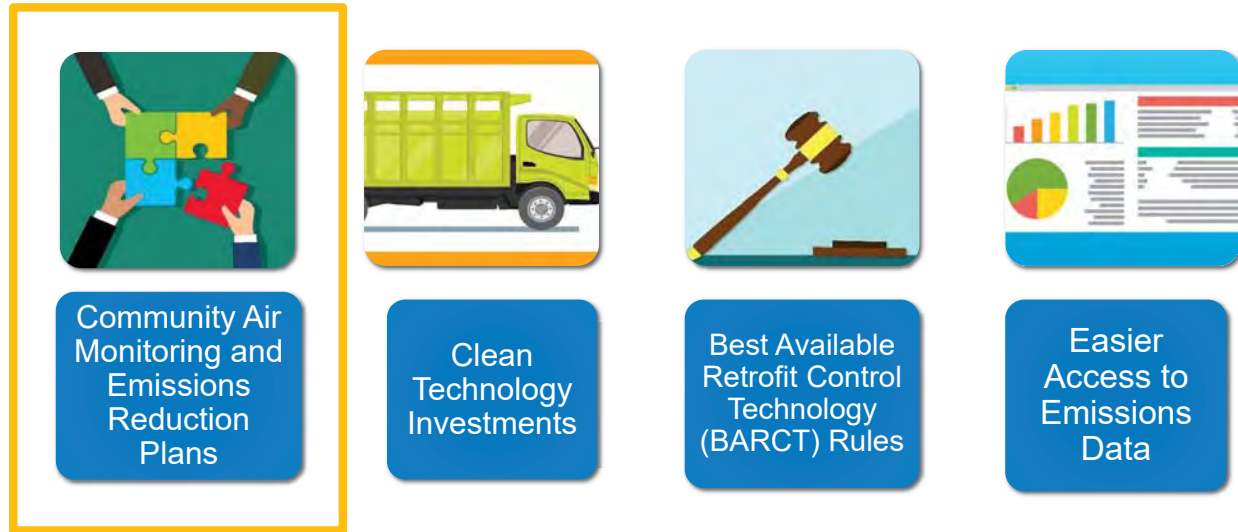 Community Air
Monitoring and
Emissions
Reduction
Plans
Clean
Technology
Investments
Best Available
Retrofit Control
Technology
(BARCT) Rules
Easier
Access to
Emissions
Data